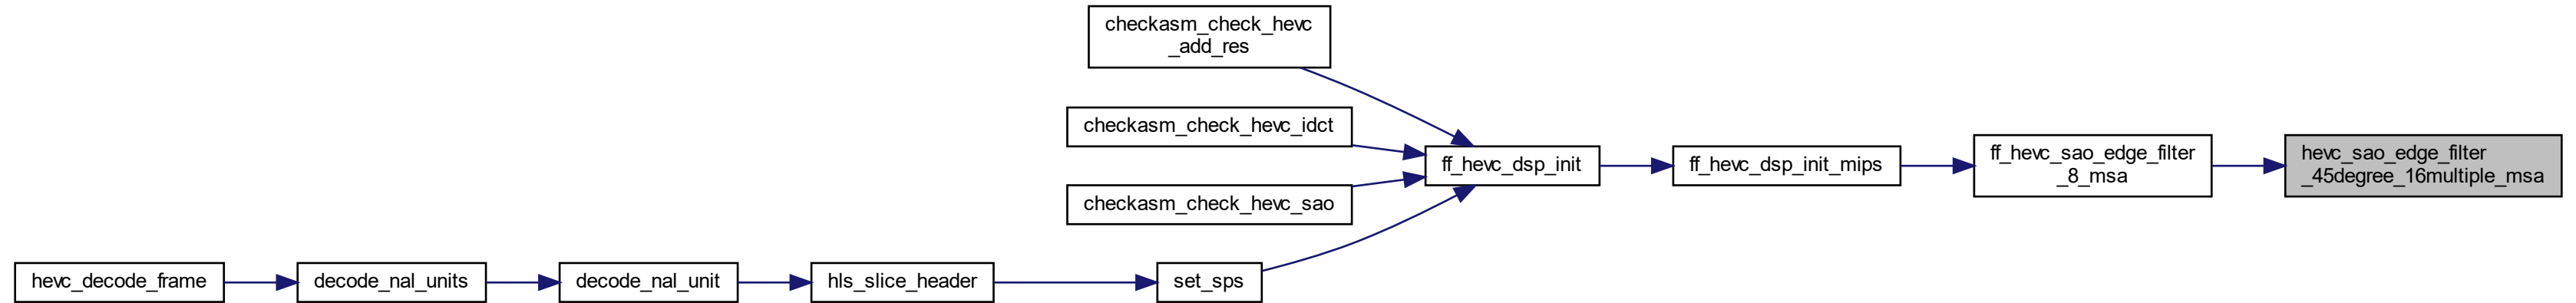 checkasm_check_hevc
_add_res
checkasm_check_hevc_idct
checkasm_check_hevc_sao
ff_hevc_dsp_init
ff_hevc_dsp_init_mips
ff_hevc_sao_edge_filter
_8_msa
hevc_sao_edge_filter
_45degree_16multiple_msa
hevc_decode_frame
decode_nal_units
decode_nal_unit
hls_slice_header
set_sps